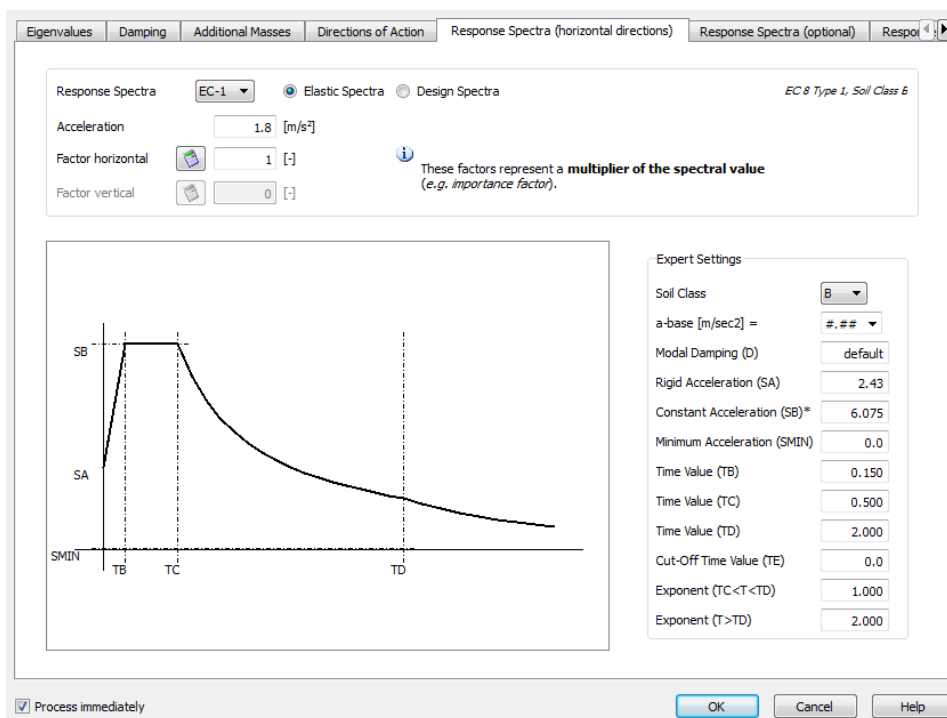 Eigenvalues Damping Additional Masses Directions of Action Response Spectra (horizontal directions) Response Spectra (optional)
Response Spectra EC-1 Elastic Spectra Design Spectra EC 8 Type 1, Soil Class B
Acceleration 1.8 [m/s²]
Factor horizontal 1 [-]
These factors represent a multiplier of the spectral value
(e.g. importance factor).
Factor vertical 0 [-]
SB
SA
SMIN
TB TC TD
Expert Settings
Soil Class B
a-base [m/sec2] = #.##
Modal Damping (D) default
Rigid Acceleration (SA) 2.43
Constant Acceleration (SB)* 6.075
Minimum Acceleration (SMIN) 0.0
Time Value (TB) 0.150
Time Value (TC) 0.500
Time Value (TD) 2.000
Cut-Off Time Value (TE) 0.0
Exponent (TC<T<TD) 1.000
Exponent (T>TD) 2.000
Process immediately OK Cancel Help